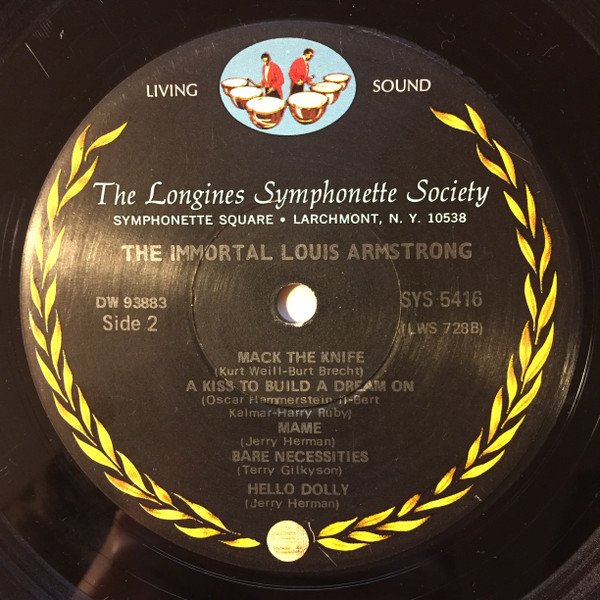 LIVING SOUND
The Longines Symphonette Society
SYMPHONETTE SQUARE • LARCHMONT, N. Y. 10538
THE IMMORTAL LOUIS ARMSTRONG
DW 93883
Side 2
SYS 5416
(LWS 728B)
MACK THE KNIFE
(Kurt Weill-Burt Brecht)
A KISS TO BUILD A DREAM ON
(Oscar Hammerstein II-Bert
Kalmar-Harry Ruby)
MAME
(Jerry Herman)
BARE NECESSITIES
(Terry Gilkyson)
HELLO DOLLY
(Jerry Herman)